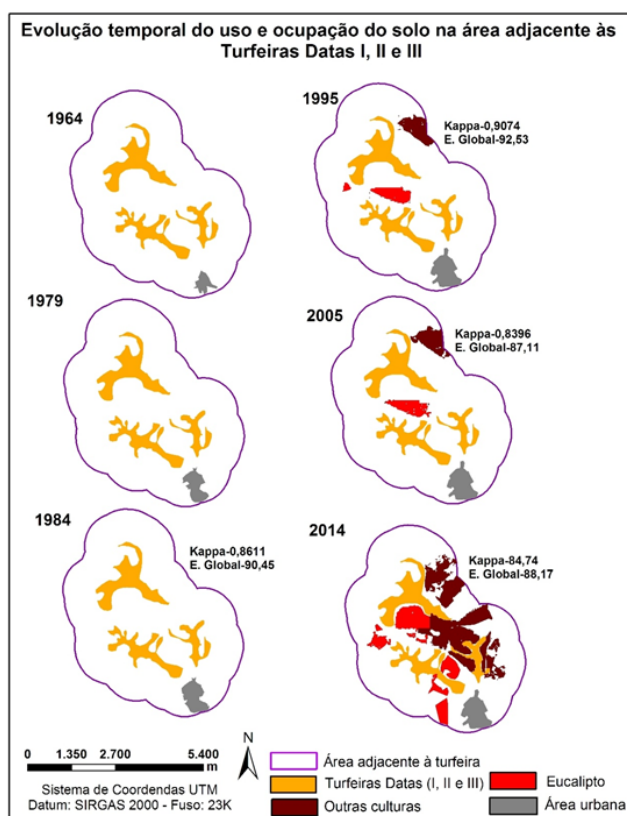 Evolução temporal do uso e ocupação do solo na área adjacente às
Turfeiras Datas I, II e III
1964
1995
Kappa-0,9074
E. Global-92,53
1979
2005
Kappa-0,8396
E. Global-87,11
1984
Kappa-0,8611
E. Global-90,45
2014
Kappa-84,74
E. Global-88,17
0 1.350 2.700 5.400
m
N
Sistema de Coordendas UTM
Datum: SIRGAS 2000 - Fuso: 23K
Área adjacente à turfeira
Turfeiras Datas (I, II e III)
Eucalipto
Outras culturas
Área urbana